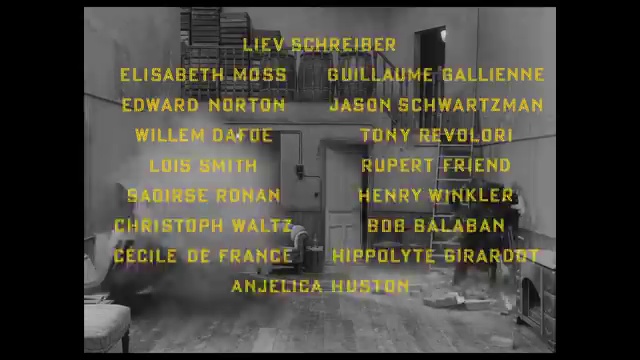 LIEV SCHREIBER
ELISABETH MOSS GUILLAUME GALLIENNE
EDWARD NORTON JASON SCHWARTZMAN
WILLEM DAFOE TONY REVOLORI
LOIS SMITH RUPERT FRIEND
SAOIRSE RONAN HENRY WINKLER
CHRISTOPH WALTZ BOB BALABAN
CÉCILE DE FRANCE HIPPOLYTE GIRARDOT
ANJELICA HUSTON